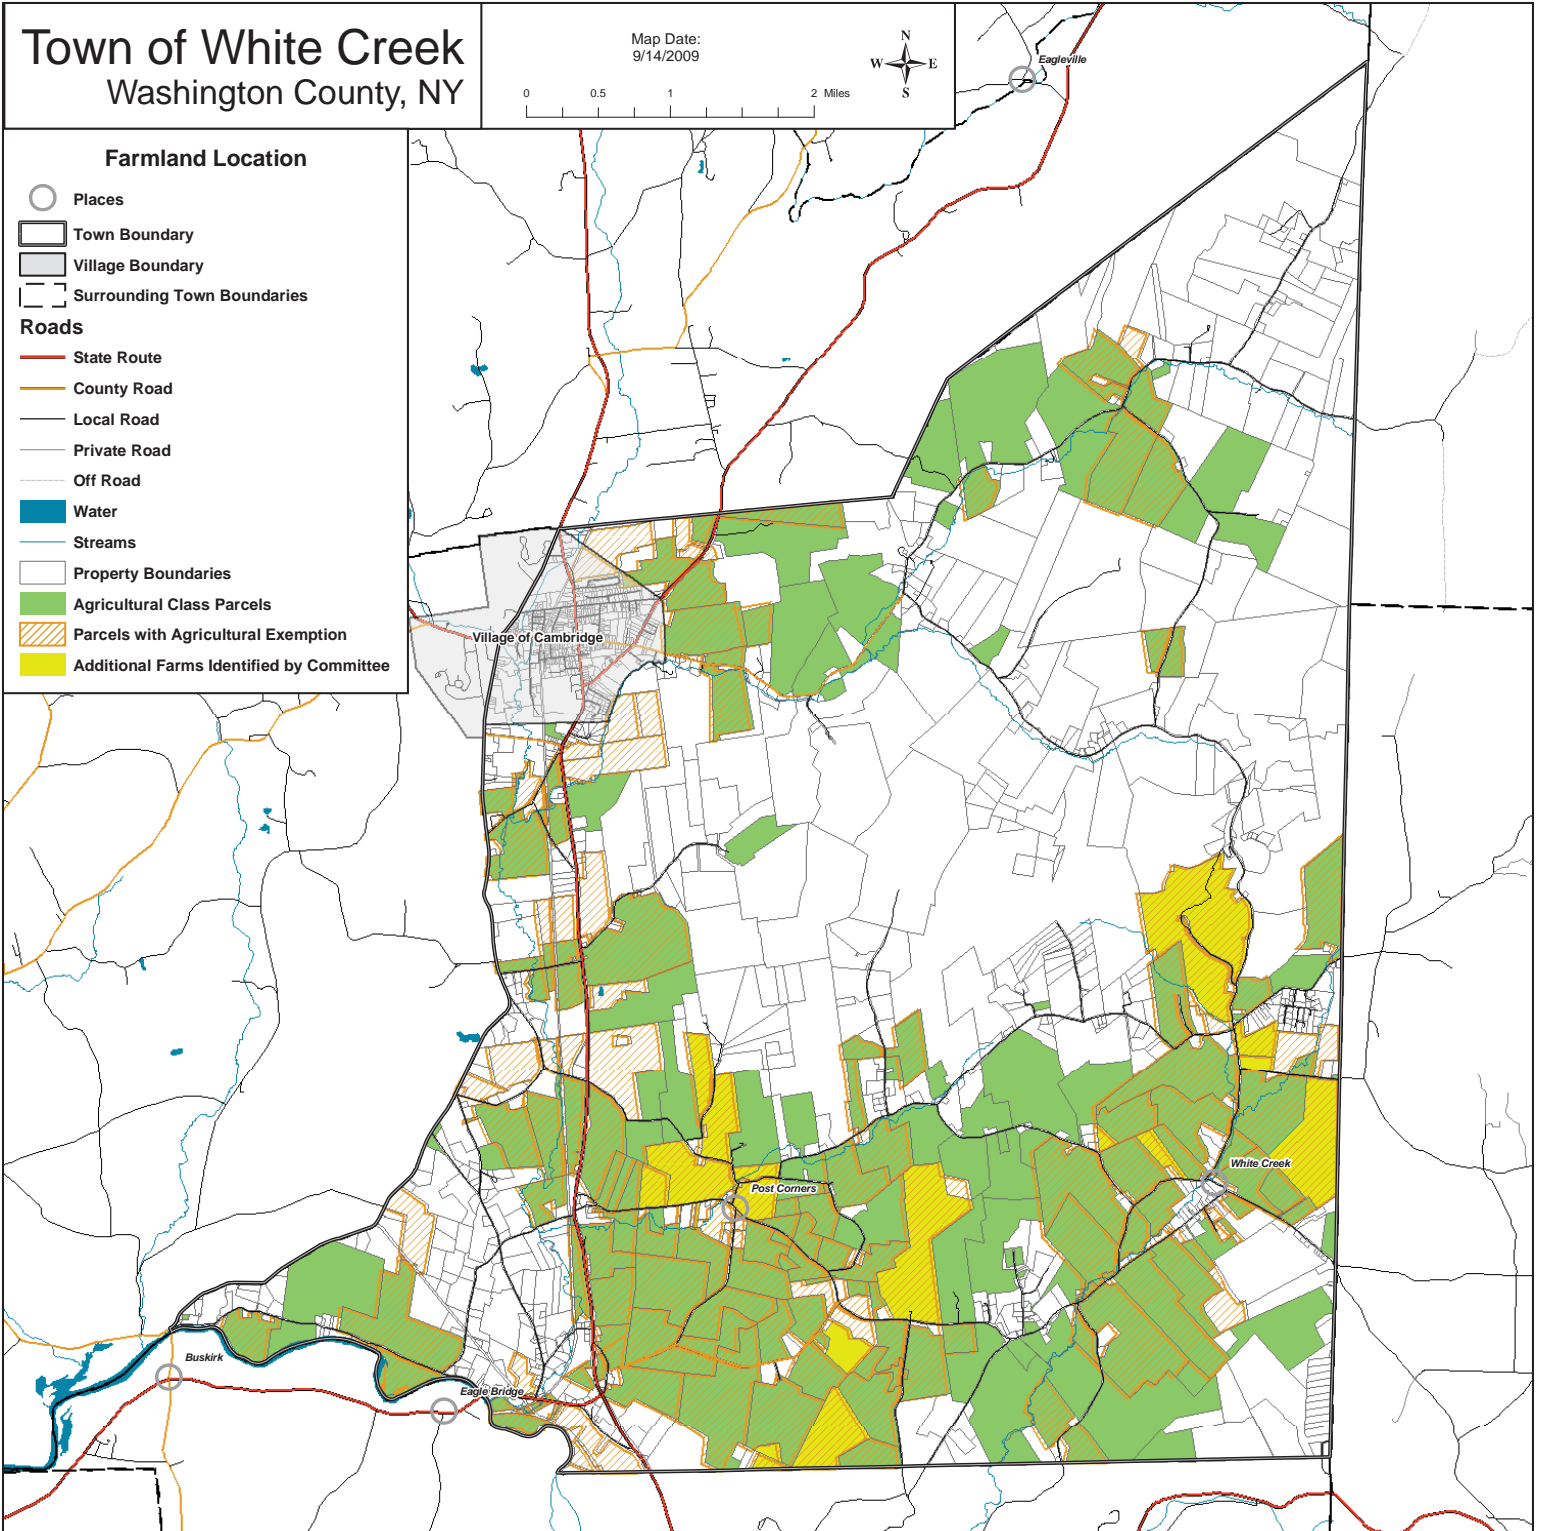 Town of White Creek
Washington County, NY
Map Date:
9/14/2009
N
W E
S
0 0.5 1 2 Miles
Farmland Location
Places
Town Boundary
Village Boundary
Surrounding Town Boundaries
Roads
State Route
County Road
Local Road
Private Road
Off Road
Water
Streams
Property Boundaries
Agricultural Class Parcels
Parcels with Agricultural Exemption
Additional Farms Identified by Committee
Eagleville
Village of Cambridge
White Creek
Post Corners
Buskirk
Eagle Bridge